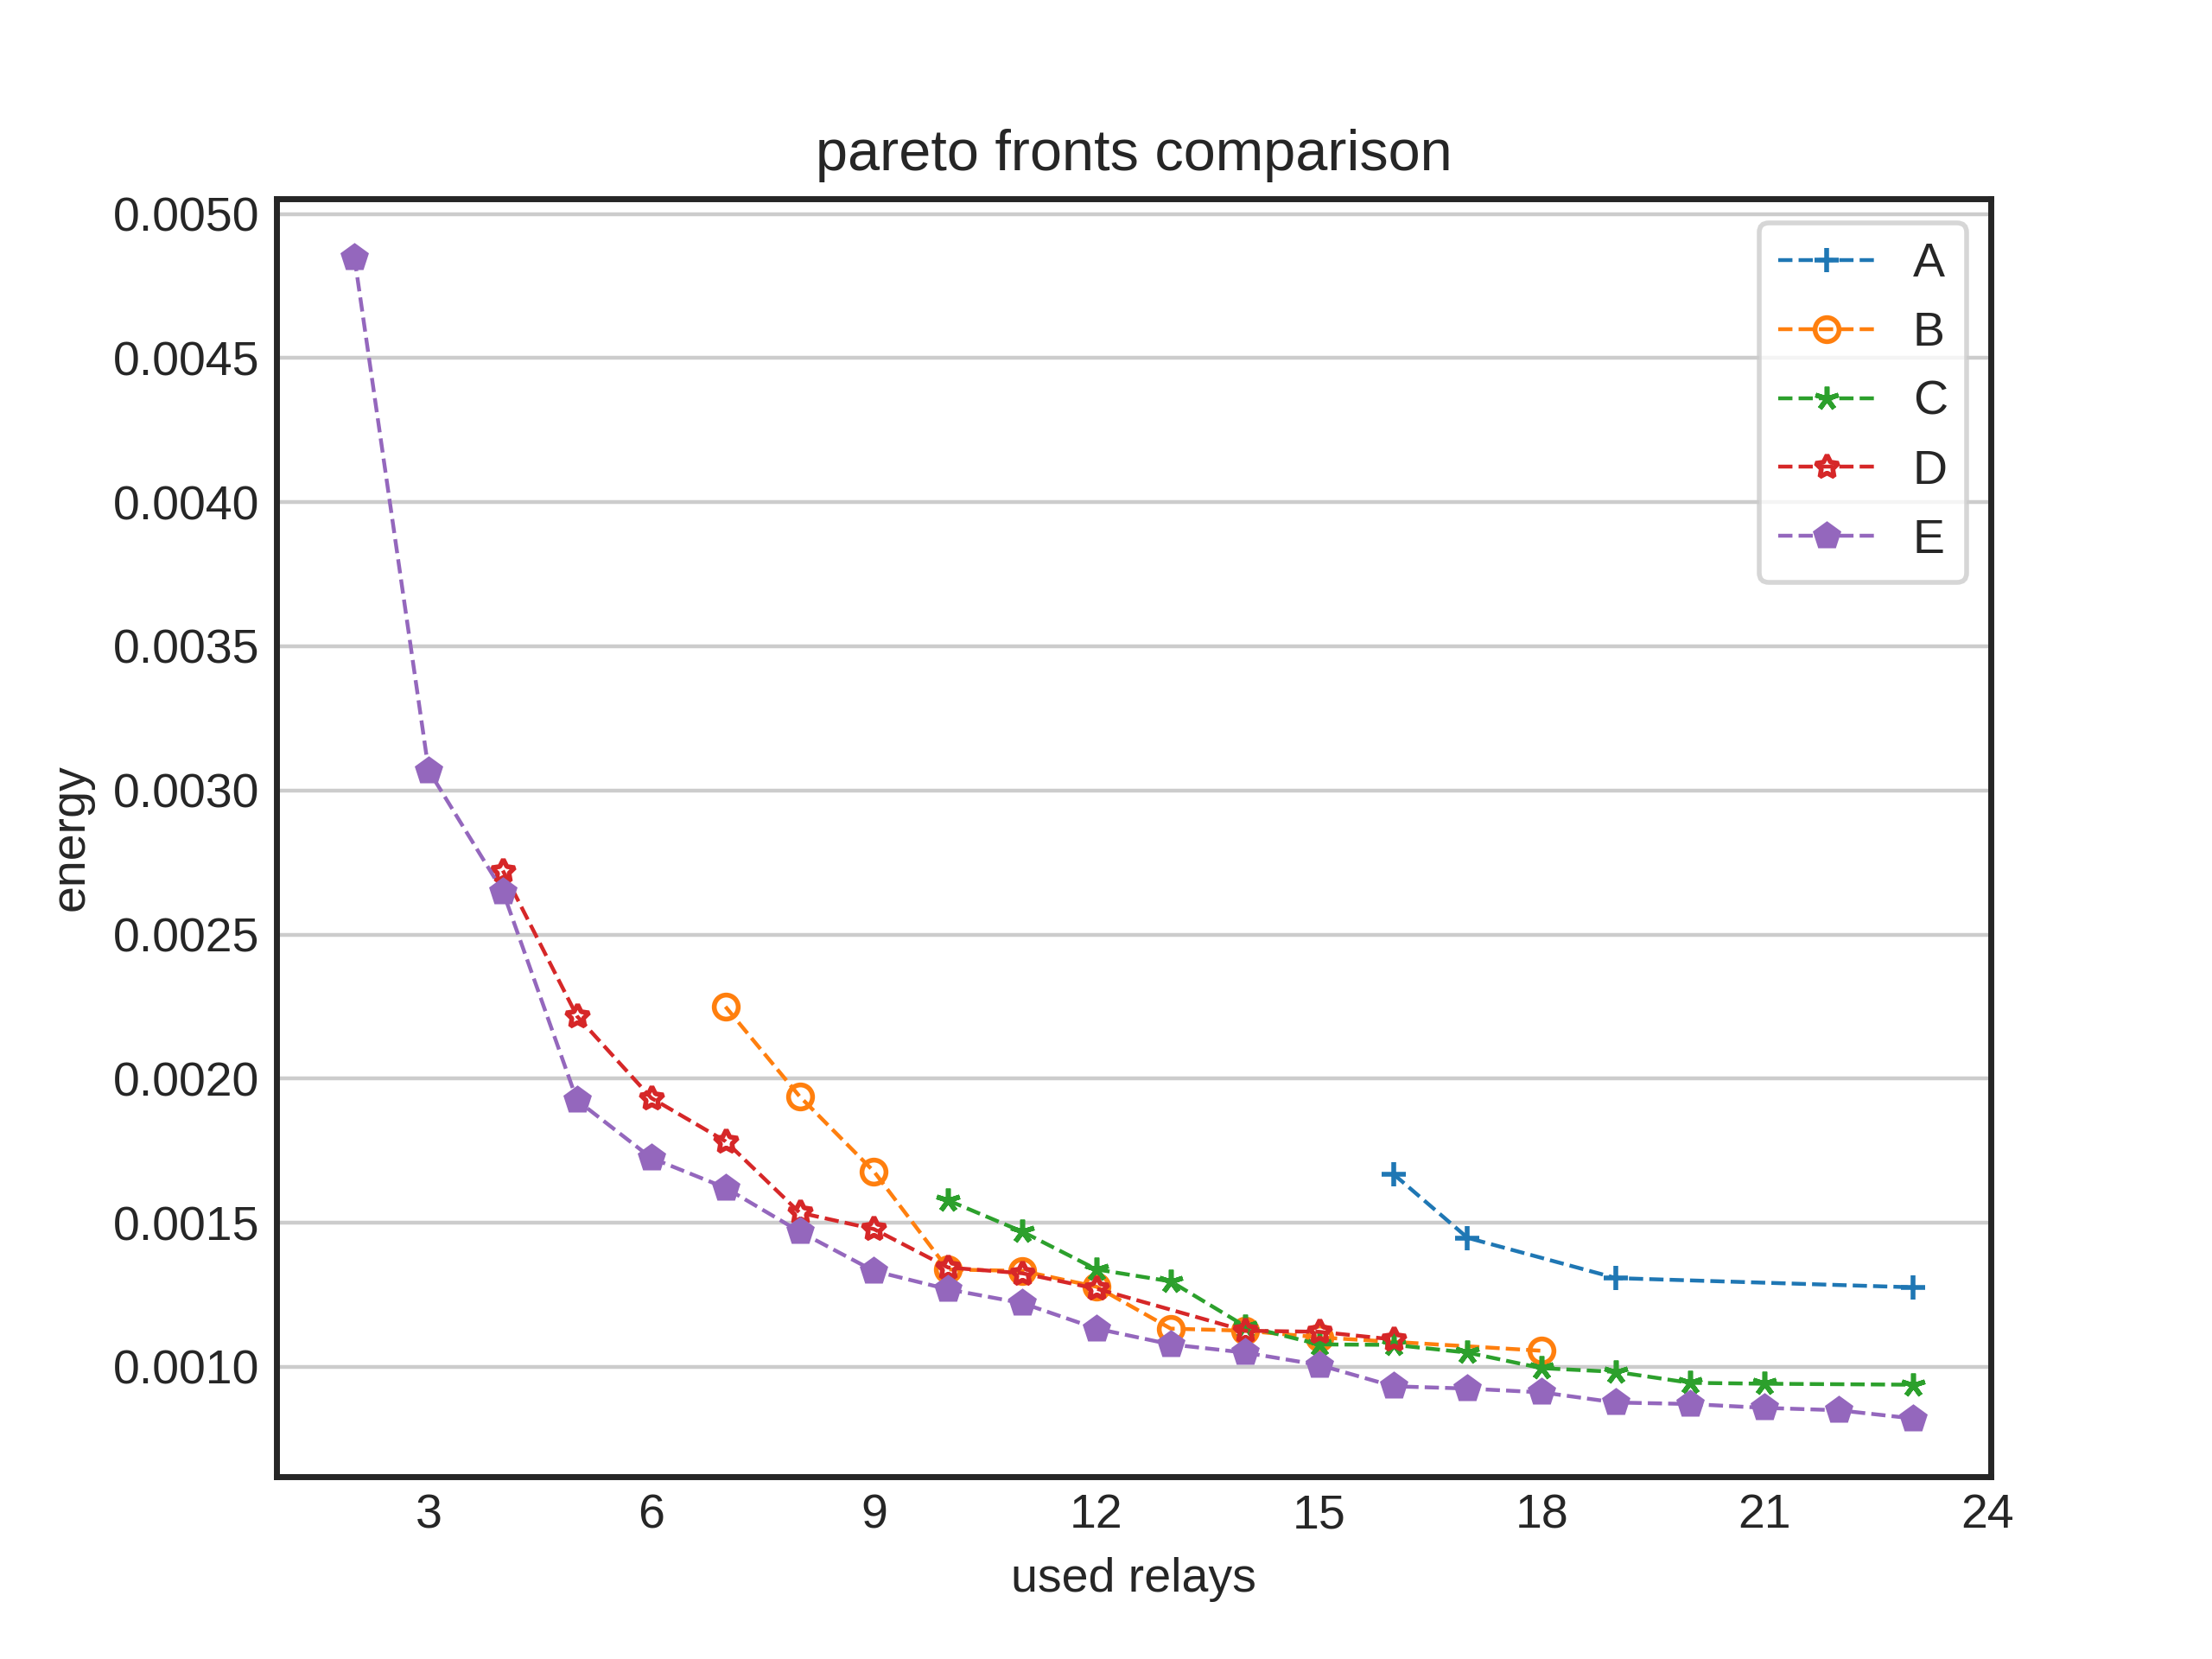 pareto fronts comparison
0.0050
0.0045
0.0040
0.0035
0.0030
0.0025
0.0020
0.0015
0.0010
energy
A
B
C
D
E
3 6 9 12 15 18 21 24
used relays